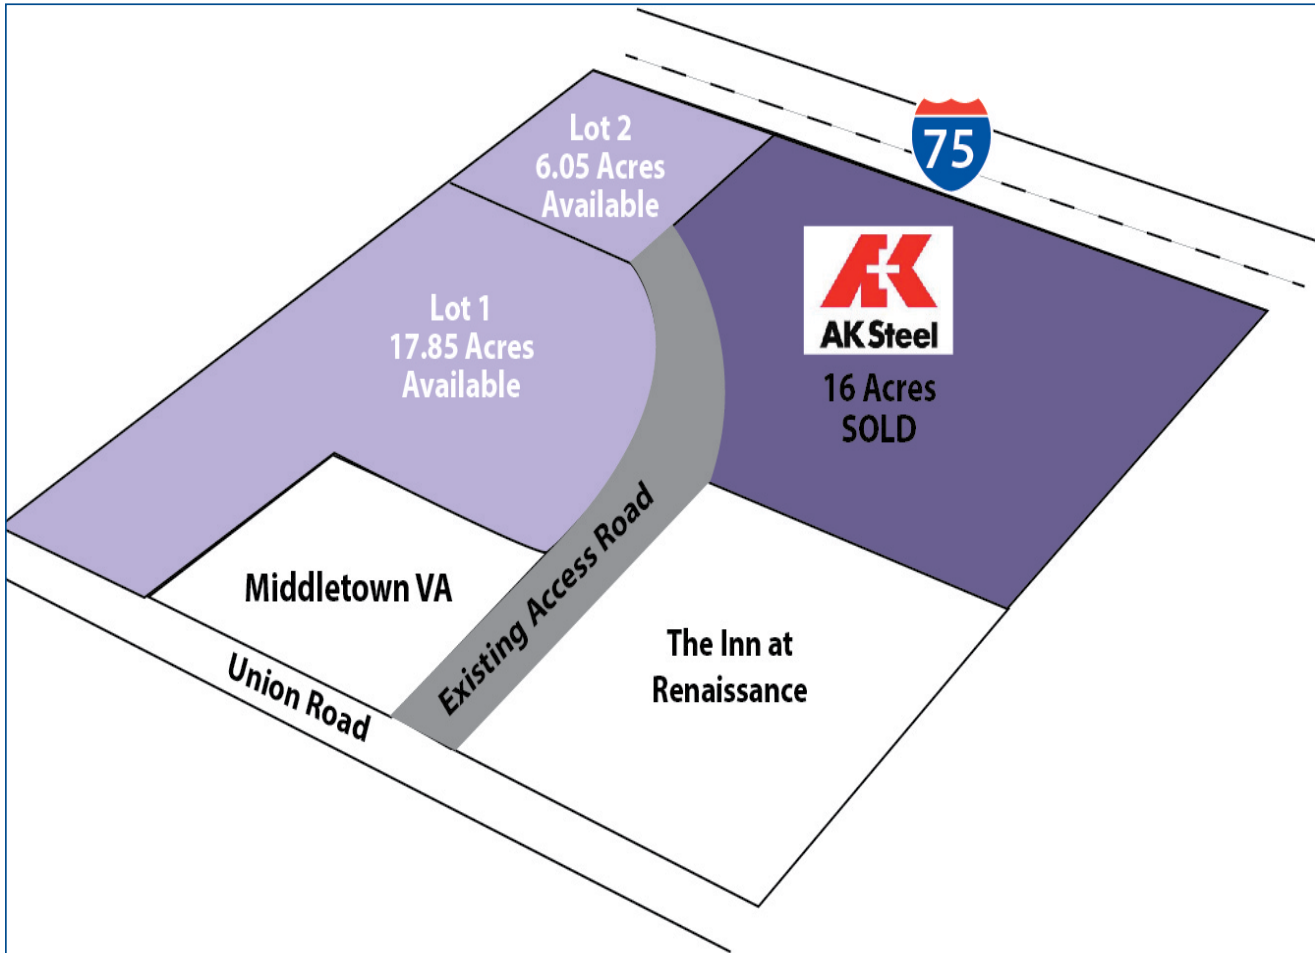 Lot 2
6.05 Acres
Available
75
Lot 1
17.85 Acres
Available
AK
AK Steel
16 Acres
SOLD
Middletown VA
Existing Access Road
The Inn at
Renaissance
Union Road